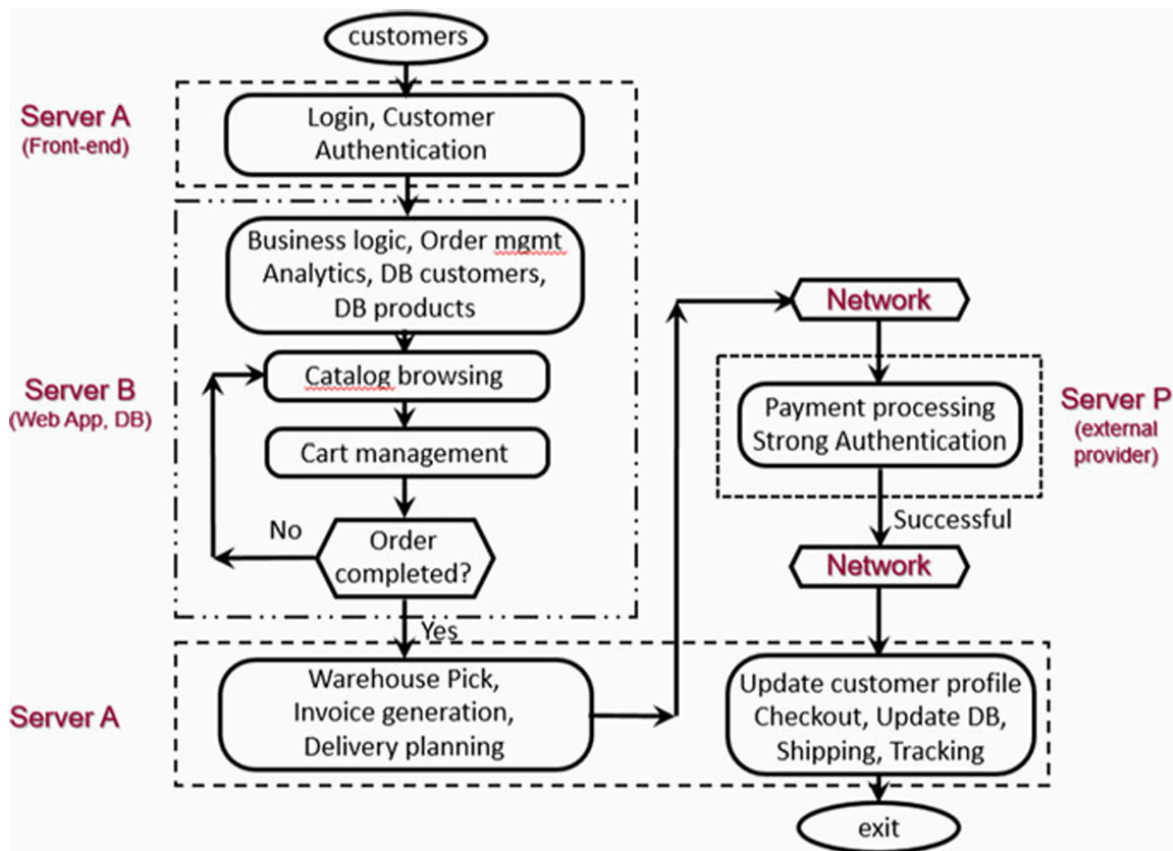 customers
Server A
(Front-end)
Login, Customer
Authentication
Business logic, Order mgmt
Analytics, DB customers,
DB products
Server B
(Web App, DB)
Catalog browsing
Cart management
No
Order
completed?
Yes
Server A
Warehouse Pick,
Invoice generation,
Delivery planning
Network
Payment processing
Strong Authentication
Server P
(external
provider)
Successful
Network
Update customer profile
Checkout, Update DB,
Shipping, Tracking
exit